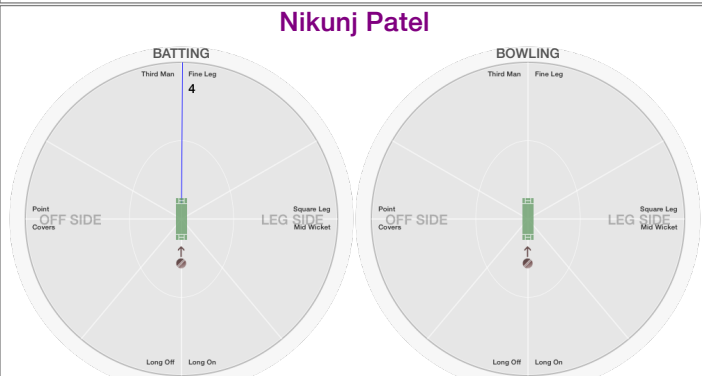 Nikunj Patel
BATTING
Third Man
Fine Leg
4
Point
OFF SIDE
Covers
Square Leg
LEG SIDE
Mid Wicket
Long Off
Long On
BOWLING
Third Man
Fine Leg
Point
OFF SIDE
Covers
Square Leg
LEG SIDE
Mid Wicket
Long Off
Long On